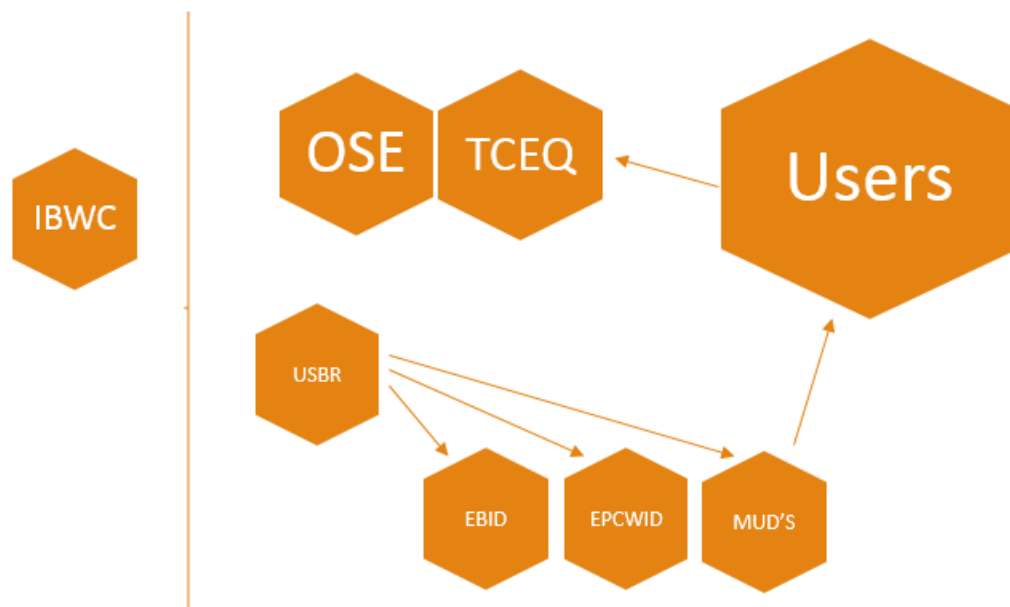 OSE
TCEQ
Users
IBWC
USBR
EBID
EPCWID
MUD'S